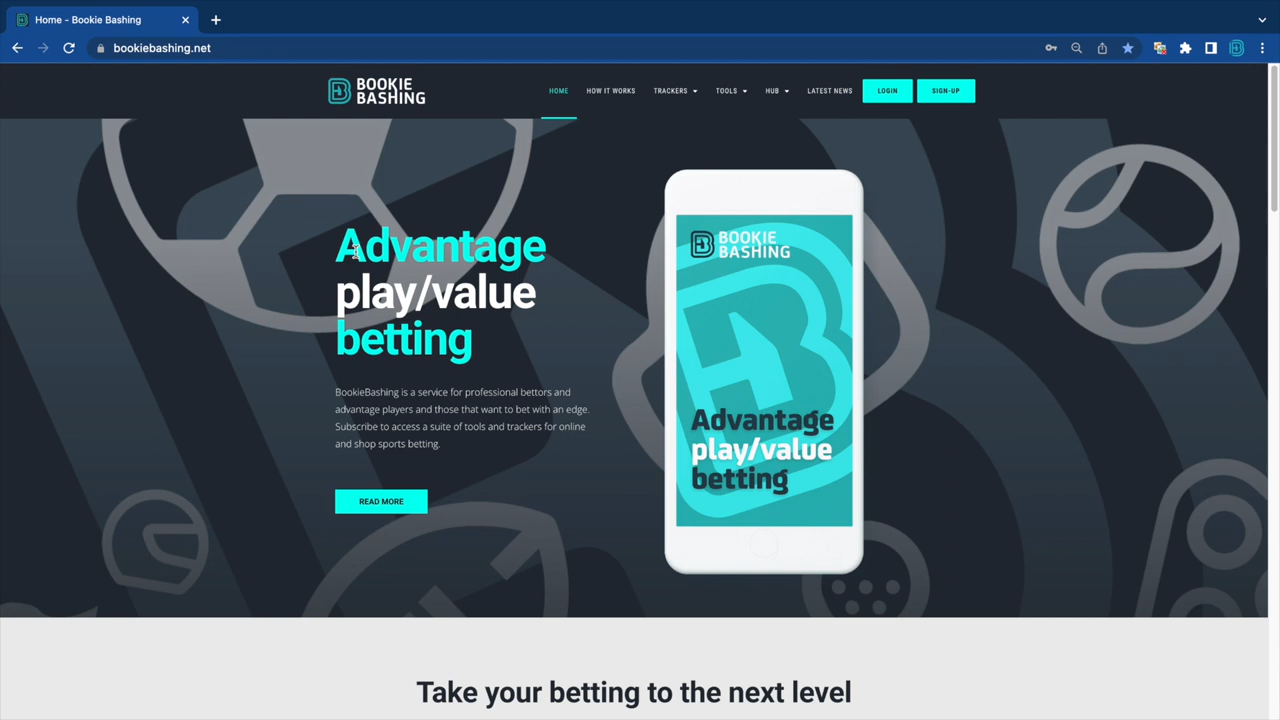 Home - Bookie Bashing
bookiebashing.net
BOOKIE
BASHING
HOME
HOW IT WORKS
TRACKERS
TOOLS
HUB
LATEST NEWS
LOGIN
SIGN-UP
Advantage
play/value
betting
BookieBashing is a service for professional bettors and
advantage players and those that want to bet with an edge.
Subscribe to access a suite of tools and trackers for online
and shop sports betting.
READ MORE
BOOKIE
BASHING
Advantage
play/value
betting
Take your betting to the next level